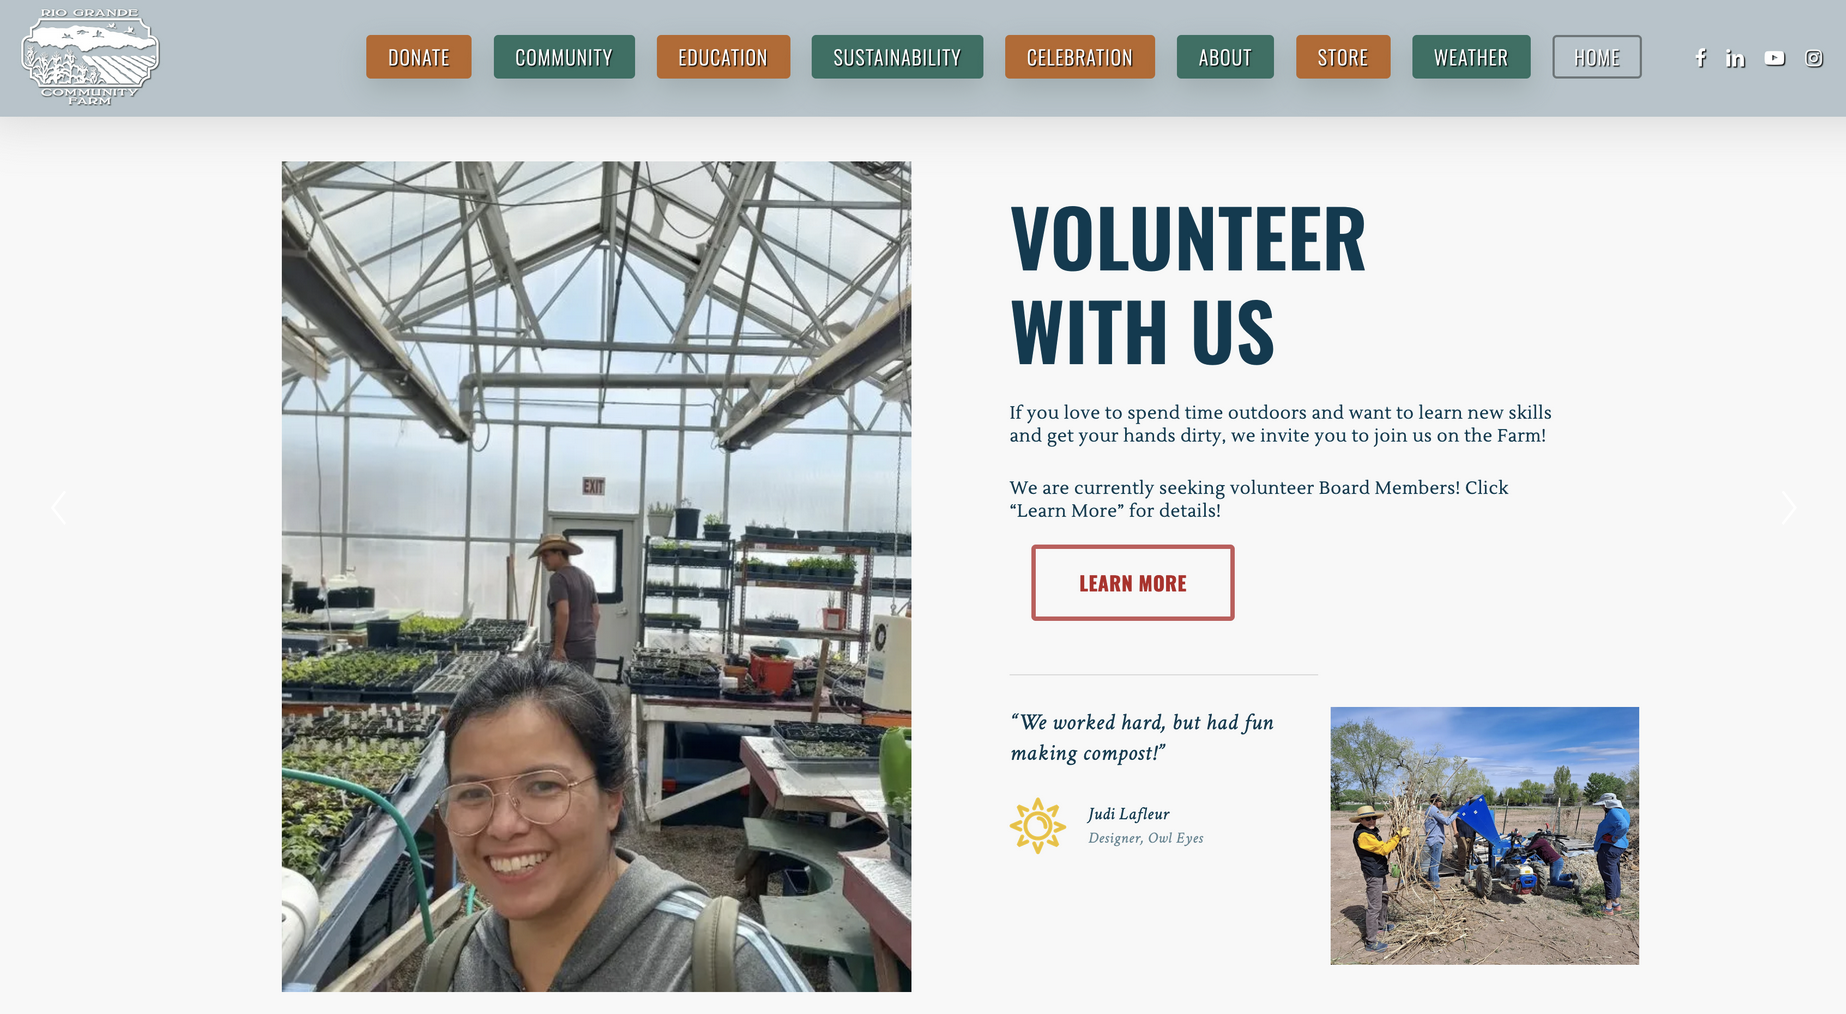 RIO GRANDE
COMMUNITY
FARM
DONATE
COMMUNITY
EDUCATION
SUSTAINABILITY
CELEBRATION
ABOUT
STORE
WEATHER
HOME
VOLUNTEER
WITH US
If you love to spend time outdoors and want to learn new skills
and get your hands dirty, we invite you to join us on the Farm!
We are currently seeking volunteer Board Members! Click
“Learn More” for details!
LEARN MORE
“We worked hard, but had fun
making compost!”
Judi Lafleur
Designer, Owl Eyes
EXIT